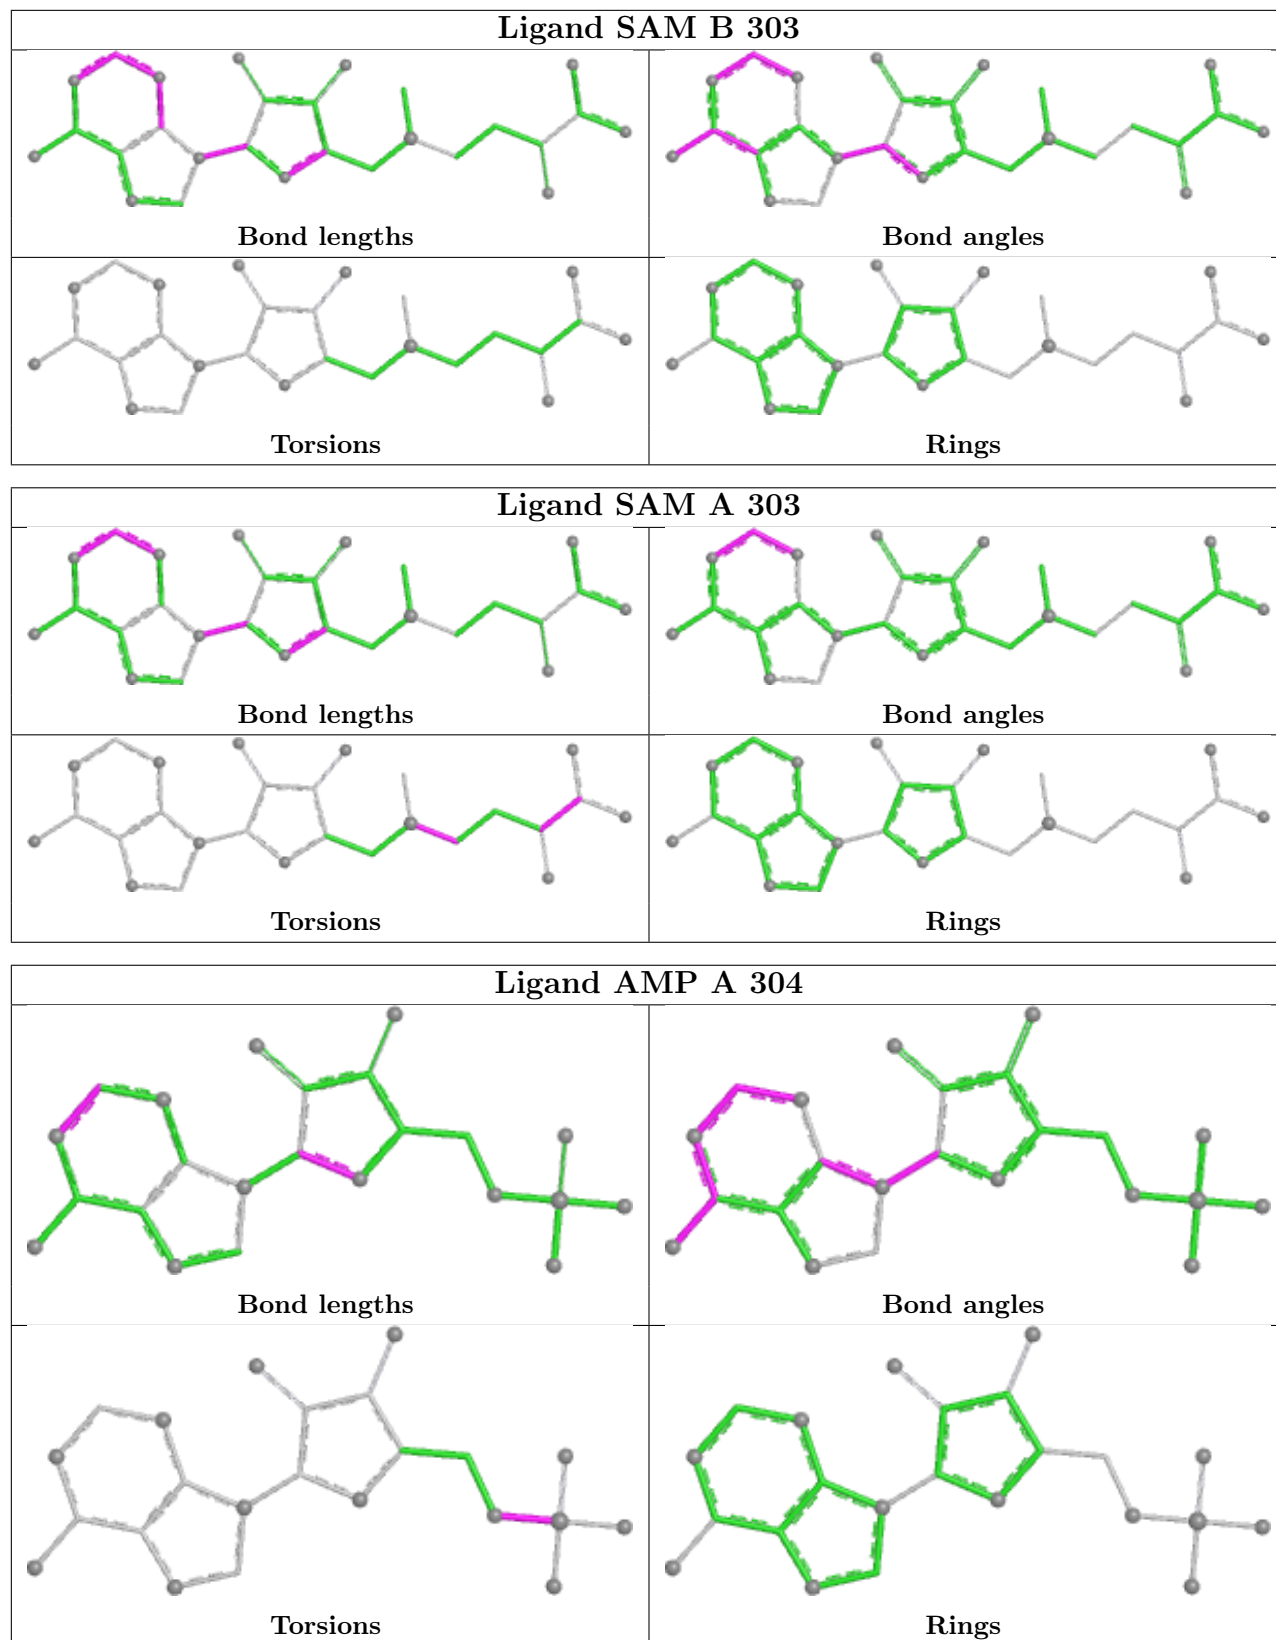 Ligand SAM B 303
Bond lengths
Bond angles
Torsions
Rings
Ligand SAM A 303
Bond lengths
Bond angles
Torsions
Rings
Ligand AMP A 304
Bond lengths
Bond angles
Torsions
Rings